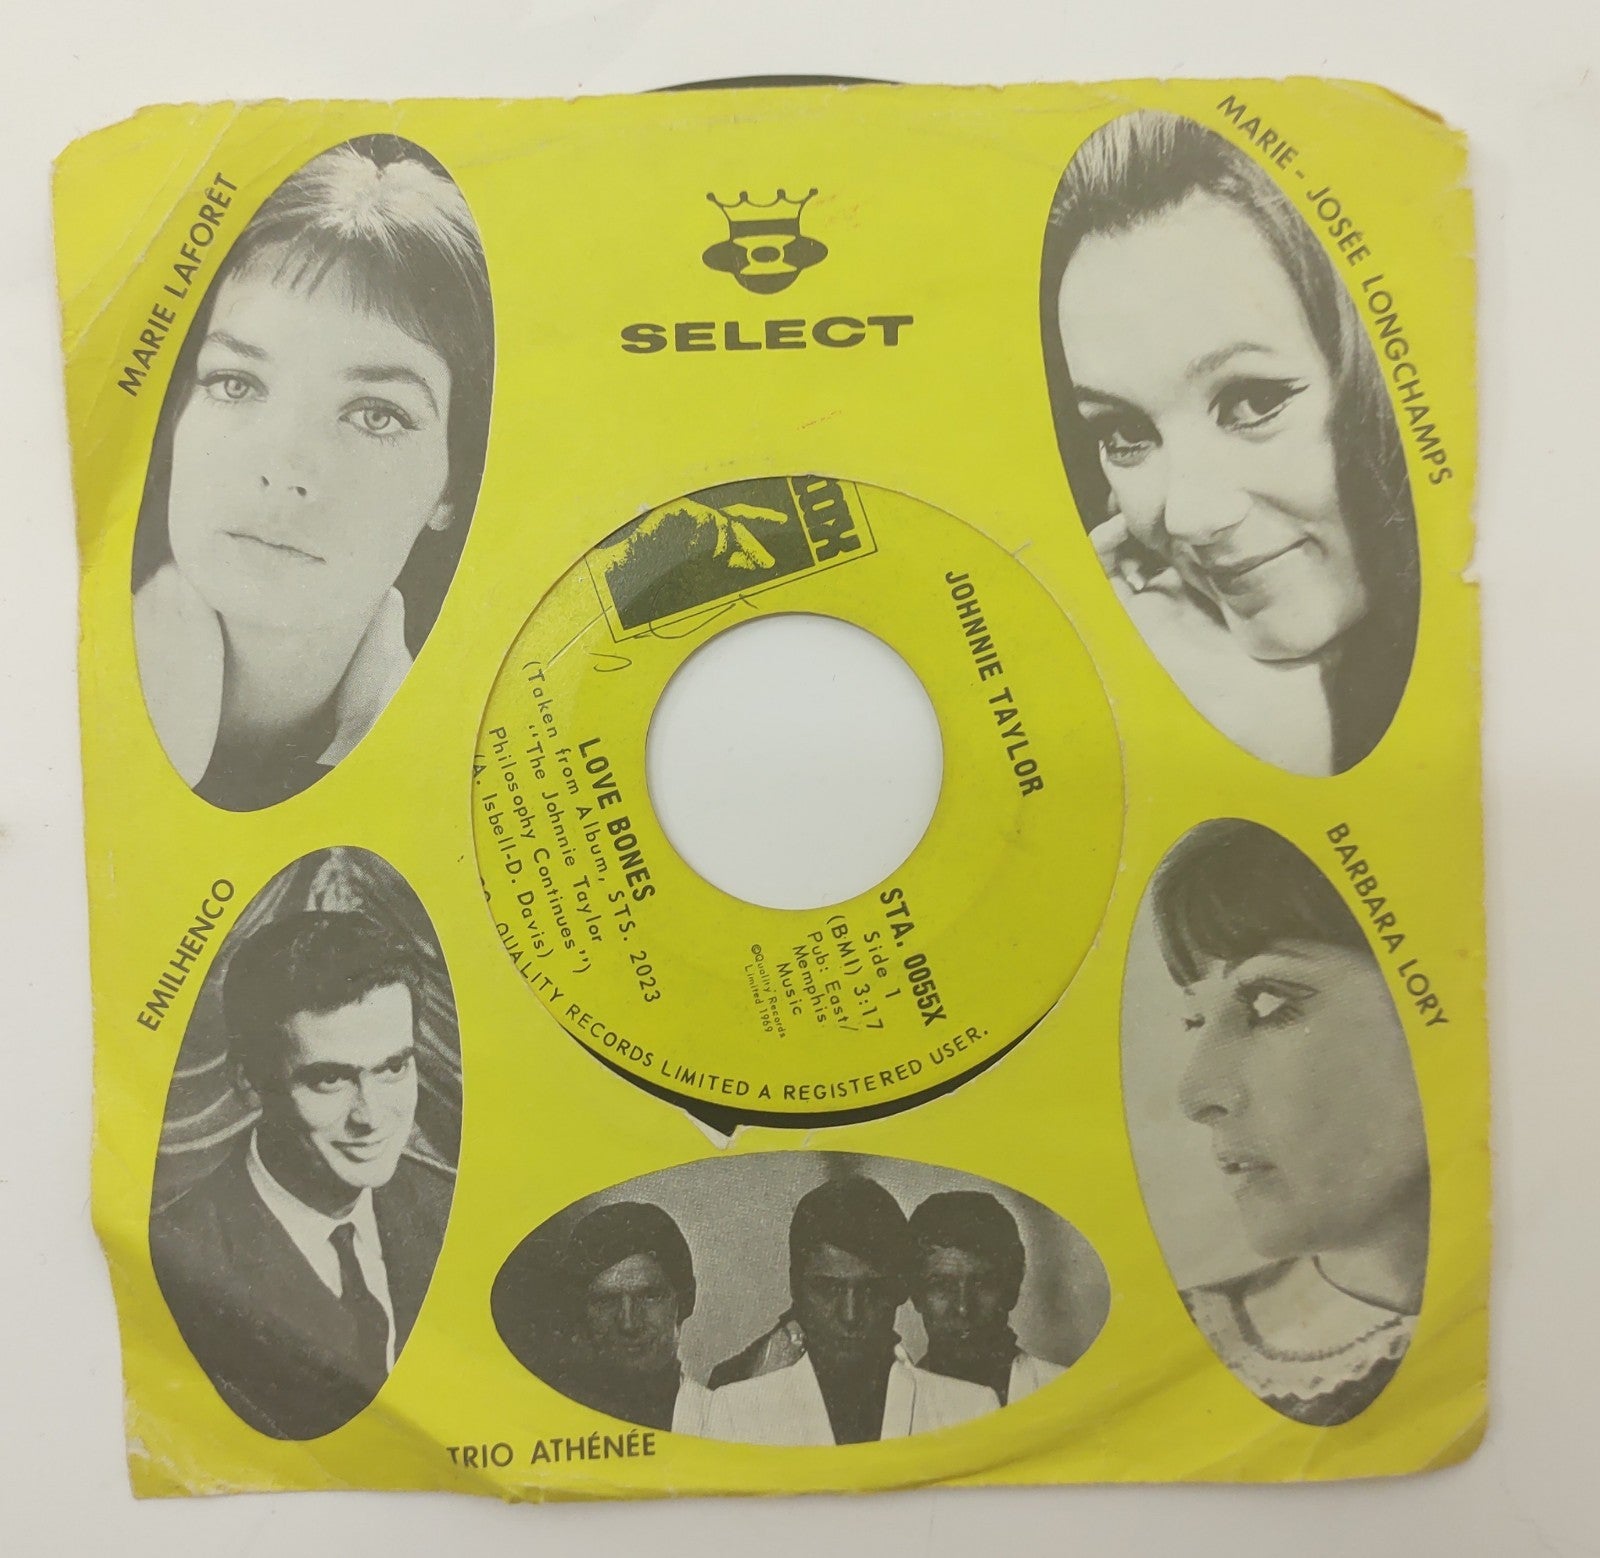 MARIE LAFORÊT
SELECT
MARIE - JOSÉE LONGCHAMPS
JOHNNIE TAYLOR
LOVE BONES
(Taken from Album, STS. 2023
"The Johnnie Taylor
Philosophy Continues")
(A. Isbell-D. Davis)
STA. 0055X
Side 1
(BMI) 3:17
Pub: East/
Memphis
Music
©Quality Records
Limited 1969
QUALITY RECORDS LIMITED A REGISTERED USER.
EMILHENCO
BARBARA LORY
TRIO ATHÉNÉE